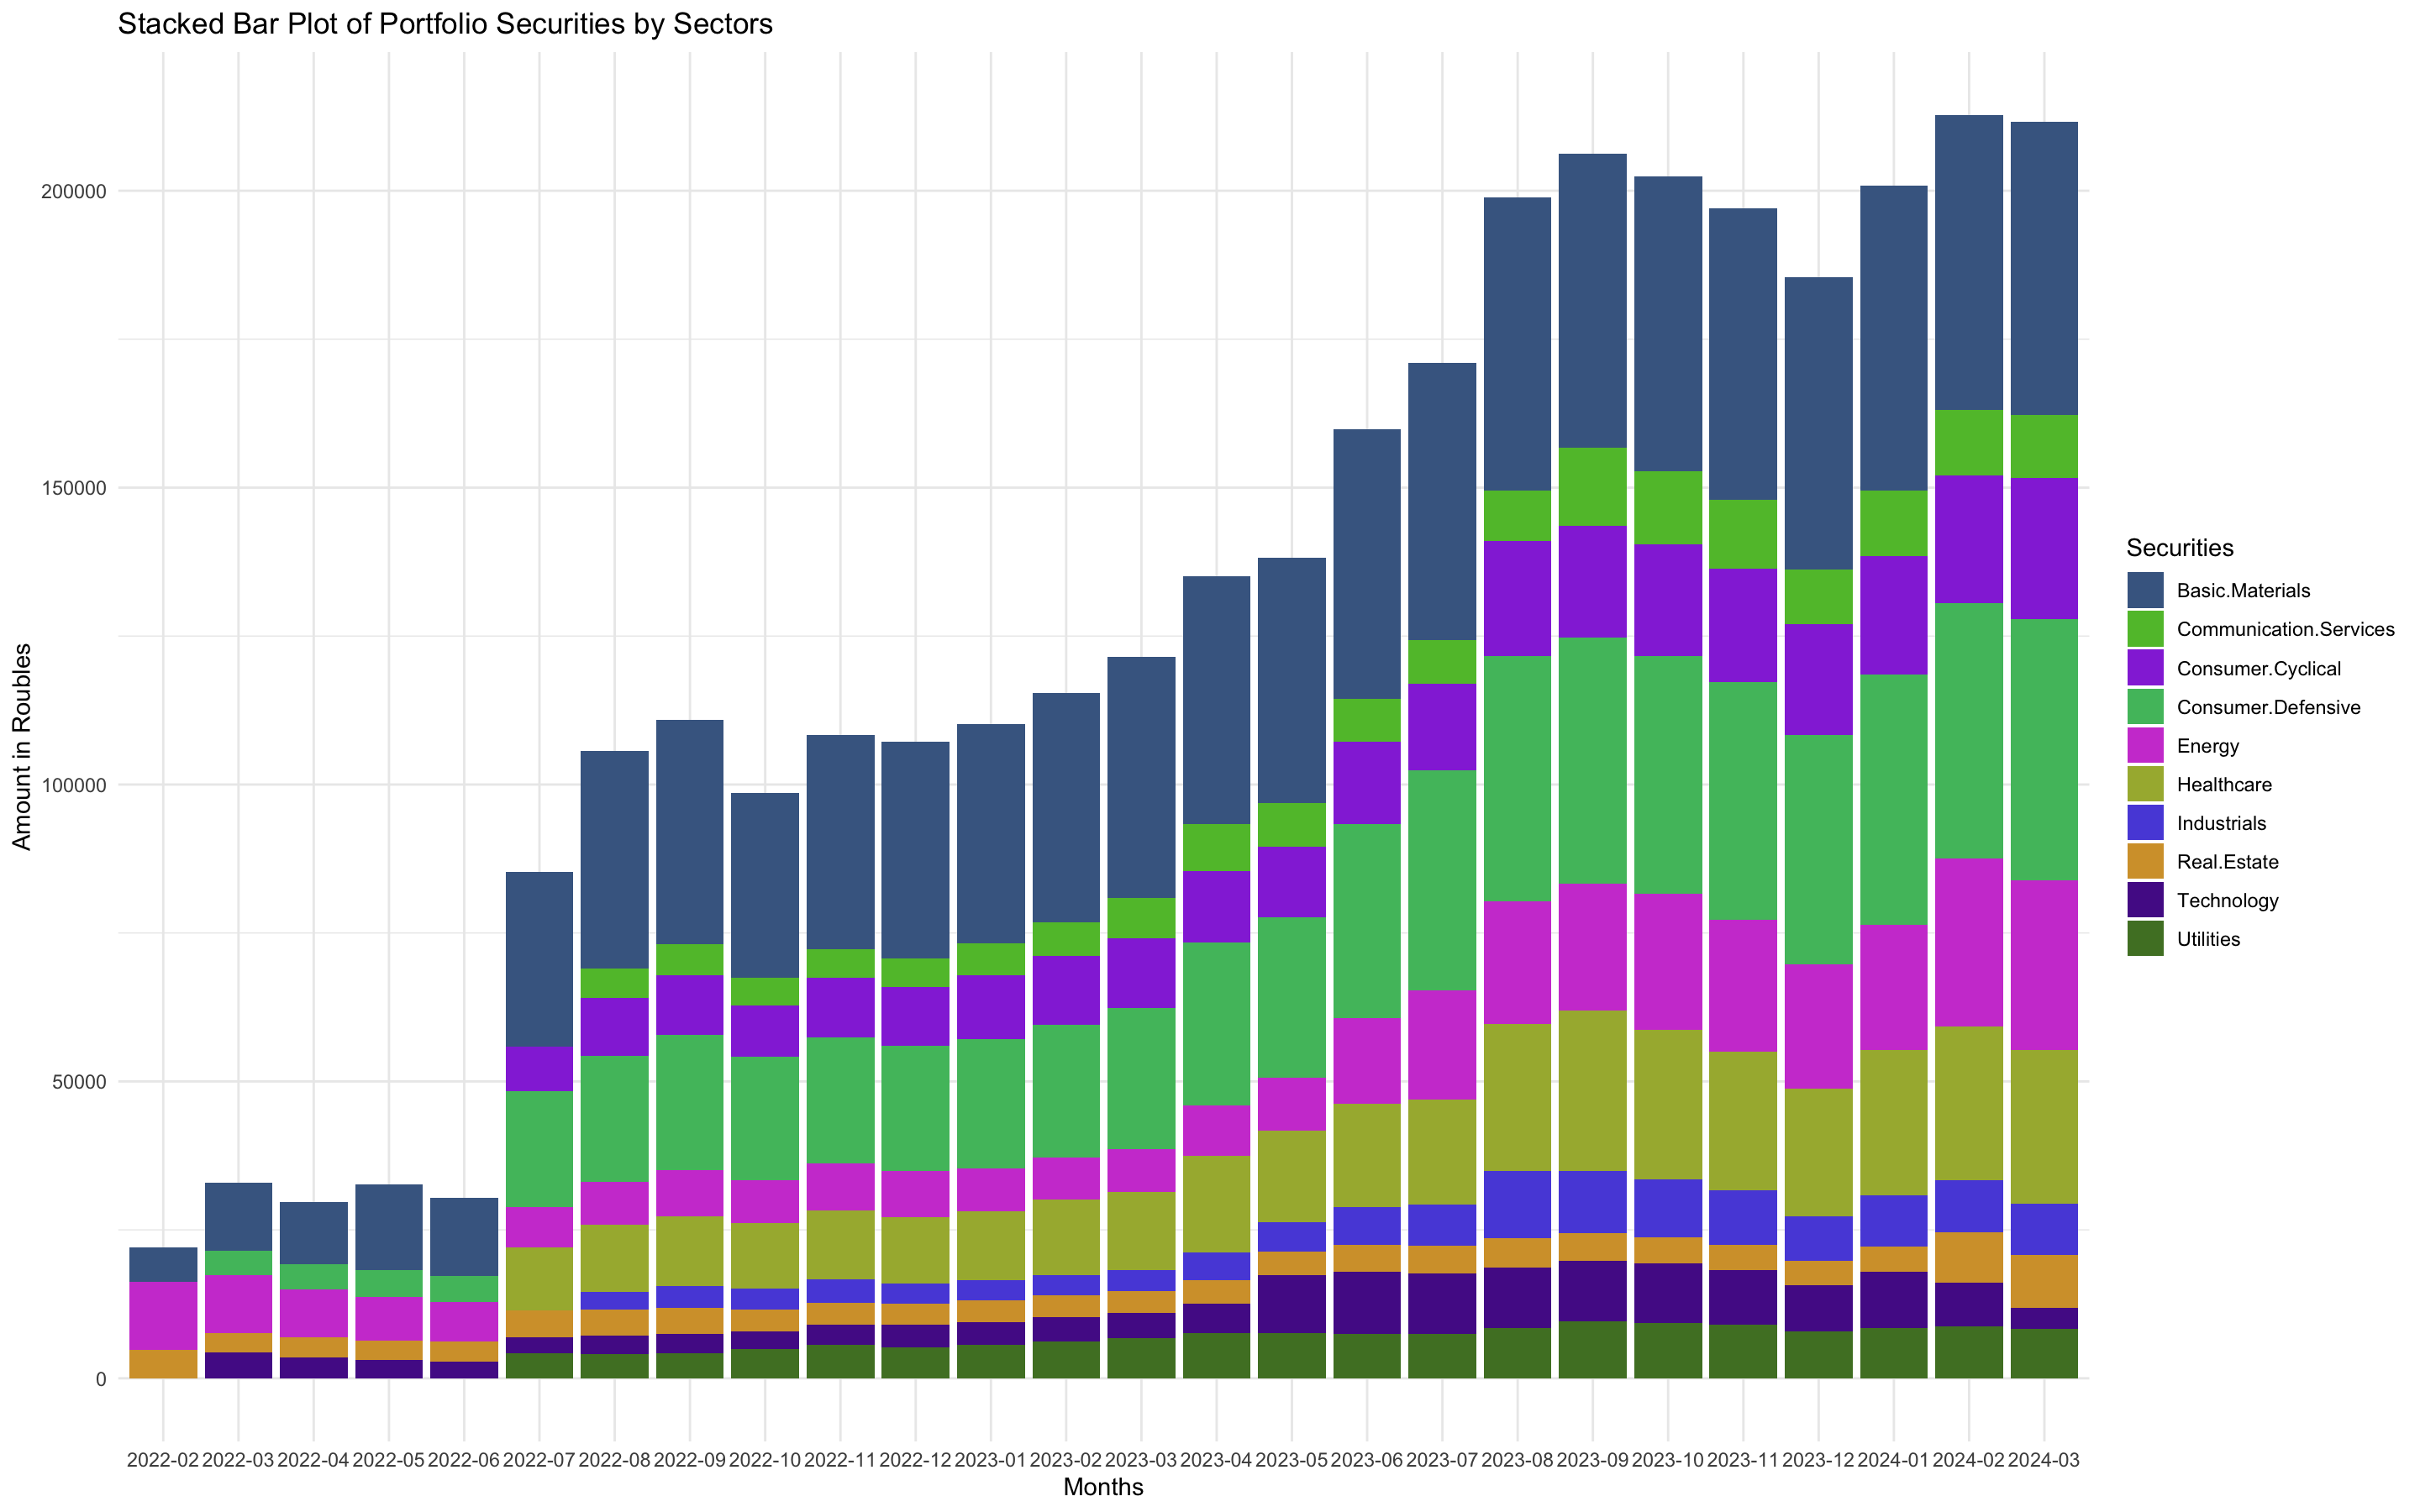 Stacked Bar Plot of Portfolio Securities by Sectors
Amount in Roubles
200000
150000
100000
50000
0
2022-02 2022-03 2022-04 2022-05 2022-06 2022-07 2022-08 2022-09 2022-10 2022-11 2022-12 2023-01 2023-02 2023-03 2023-04 2023-05 2023-06 2023-07 2023-08 2023-09 2023-10 2023-11 2023-12 2024-01 2024-02 2024-03
Months
Securities
Basic.Materials
Communication.Services
Consumer.Cyclical
Consumer.Defensive
Energy
Healthcare
Industrials
Real.Estate
Technology
Utilities